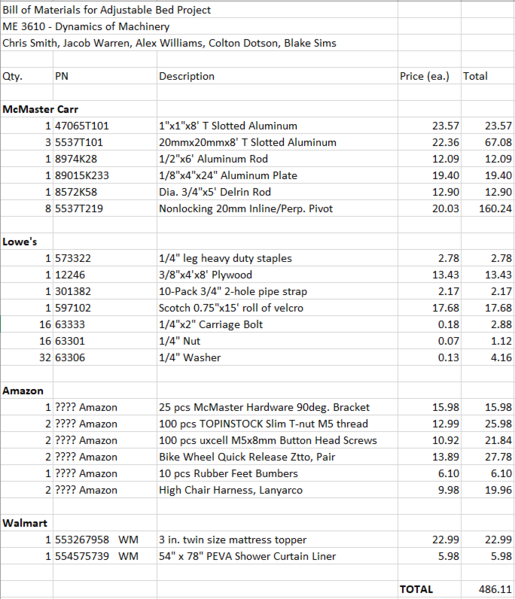 Bill of Materials for Adjustable Bed Project
ME 3610 - Dynamics of Machinery
Chris Smith, Jacob Warren, Alex Williams, Colton Dotson, Blake Sims
Qty. PN Description Price (ea.) Total
McMaster Carr
1 47065T101 1"x1"x8' T Slotted Aluminum 23.57 23.57
3 5537T101 20mmx20mmx8' T Slotted Aluminum 22.36 67.08
1 8974K28 1/2"x6' Aluminum Rod 12.09 12.09
1 89015K233 1/8"x4"x24" Aluminum Plate 19.40 19.40
1 8572K58 Dia. 3/4"x5' Delrin Rod 12.90 12.90
8 5537T219 Nonlocking 20mm Inline/Perp. Pivot 20.03 160.24
Lowe's
1 573322 1/4" leg heavy duty staples 2.78 2.78
1 12246 3/8"x4'x8' Plywood 13.43 13.43
1 301382 10-Pack 3/4" 2-hole pipe strap 2.17 2.17
1 597102 Scotch 0.75"x15' roll of velcro 17.68 17.68
16 63333 1/4"x2" Carriage Bolt 0.18 2.88
16 63301 1/4" Nut 0.07 1.12
32 63306 1/4" Washer 0.13 4.16
Amazon
1 ???? Amazon 25 pcs McMaster Hardware 90deg. Bracket 15.98 15.98
2 ???? Amazon 100 pcs TOPINSTOCK Slim T-nut M5 thread 12.99 25.98
2 ???? Amazon 100 pcs uxcell M5x8mm Button Head Screws 10.92 21.84
2 ???? Amazon Bike Wheel Quick Release Ztto, Pair 13.89 27.78
1 ???? Amazon 10 pcs Rubber Feet Bumbers 6.10 6.10
2 ???? Amazon High Chair Harness, Lanyarco 9.98 19.96
Walmart
1 553267958 WM 3 in. twin size mattress topper 22.99 22.99
1 554575739 WM 54" x 78" PEVA Shower Curtain Liner 5.98 5.98
TOTAL 486.11